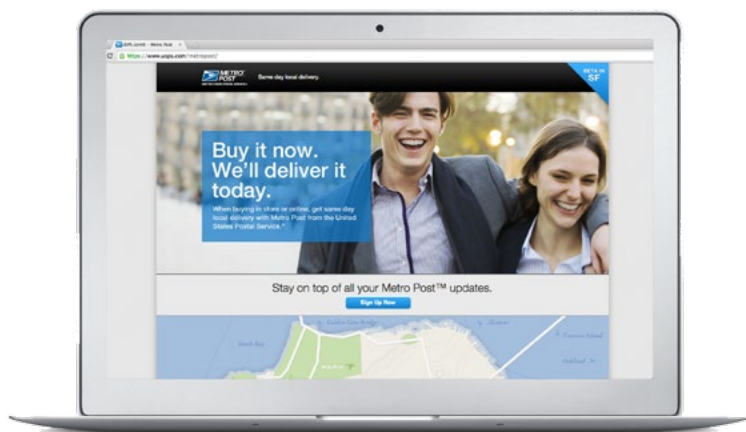 https://www.usps.com/metropost/
METRO
POST
Same day local delivery.
BETA IN
SF
Buy it now.
We'll deliver it
today.
When buying in store or online, get same day
local delivery with Metro Post from the United
States Postal Service.*
Stay on top of all your Metro Post™ updates.
Sign Up Now